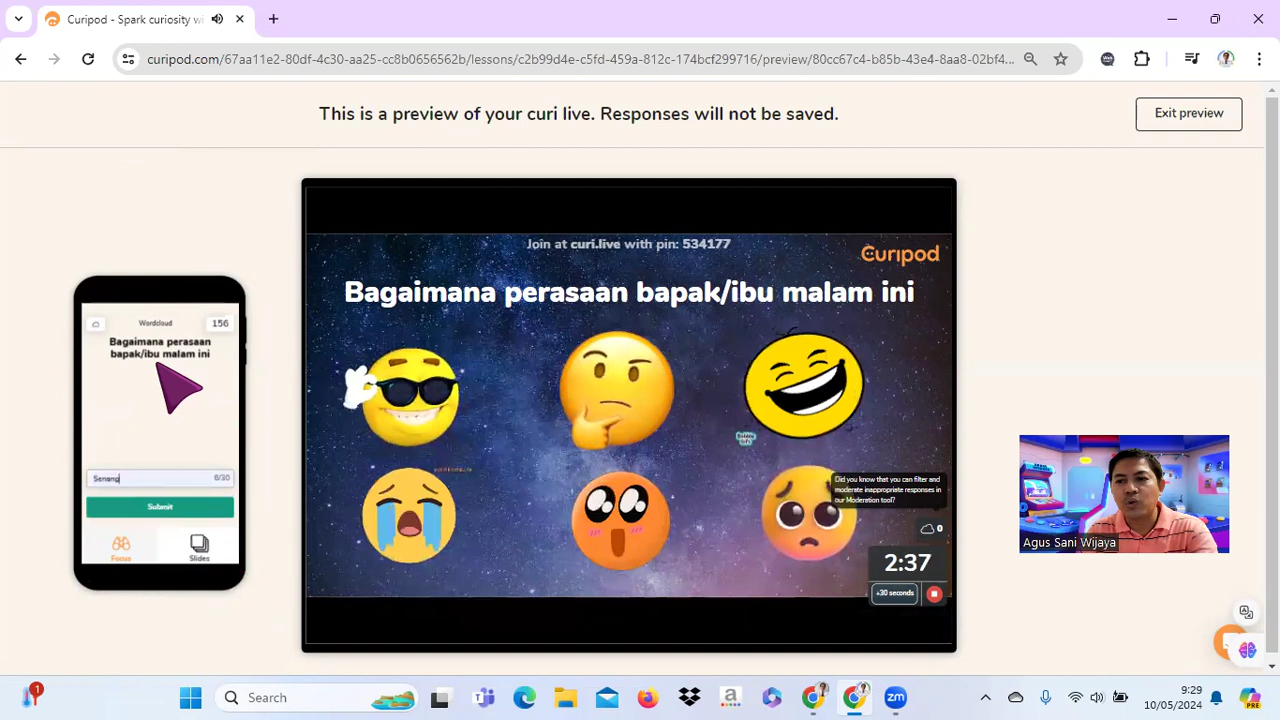 Curipod - Spark curiosity wi
curipod.com/67aa11e2-80df-4c30-aa25-cc8b0656562b/lessons/c2b99d4e-c5fd-459a-812c-174bcf299716/preview/80cc67c4-b85b-43e4-8aa8-02bf4...
This is a preview of your curi live. Responses will not be saved.
Exit preview
Join at curi.live with pin: 534177
Curipod
Bagaimana perasaan bapak/ibu malam ini
Wordcloud
156
Bagaimana perasaan
bapak/ibu malam ini
Senang
6/30
Submit
Focus
Slides
Did you know that you can filter and
moderate inappropriate responses in
our Moderation tool?
0
2:37
+30 seconds
Agus Sani Wijaya
1
Search
zm
9:29
10/05/2024
PRE